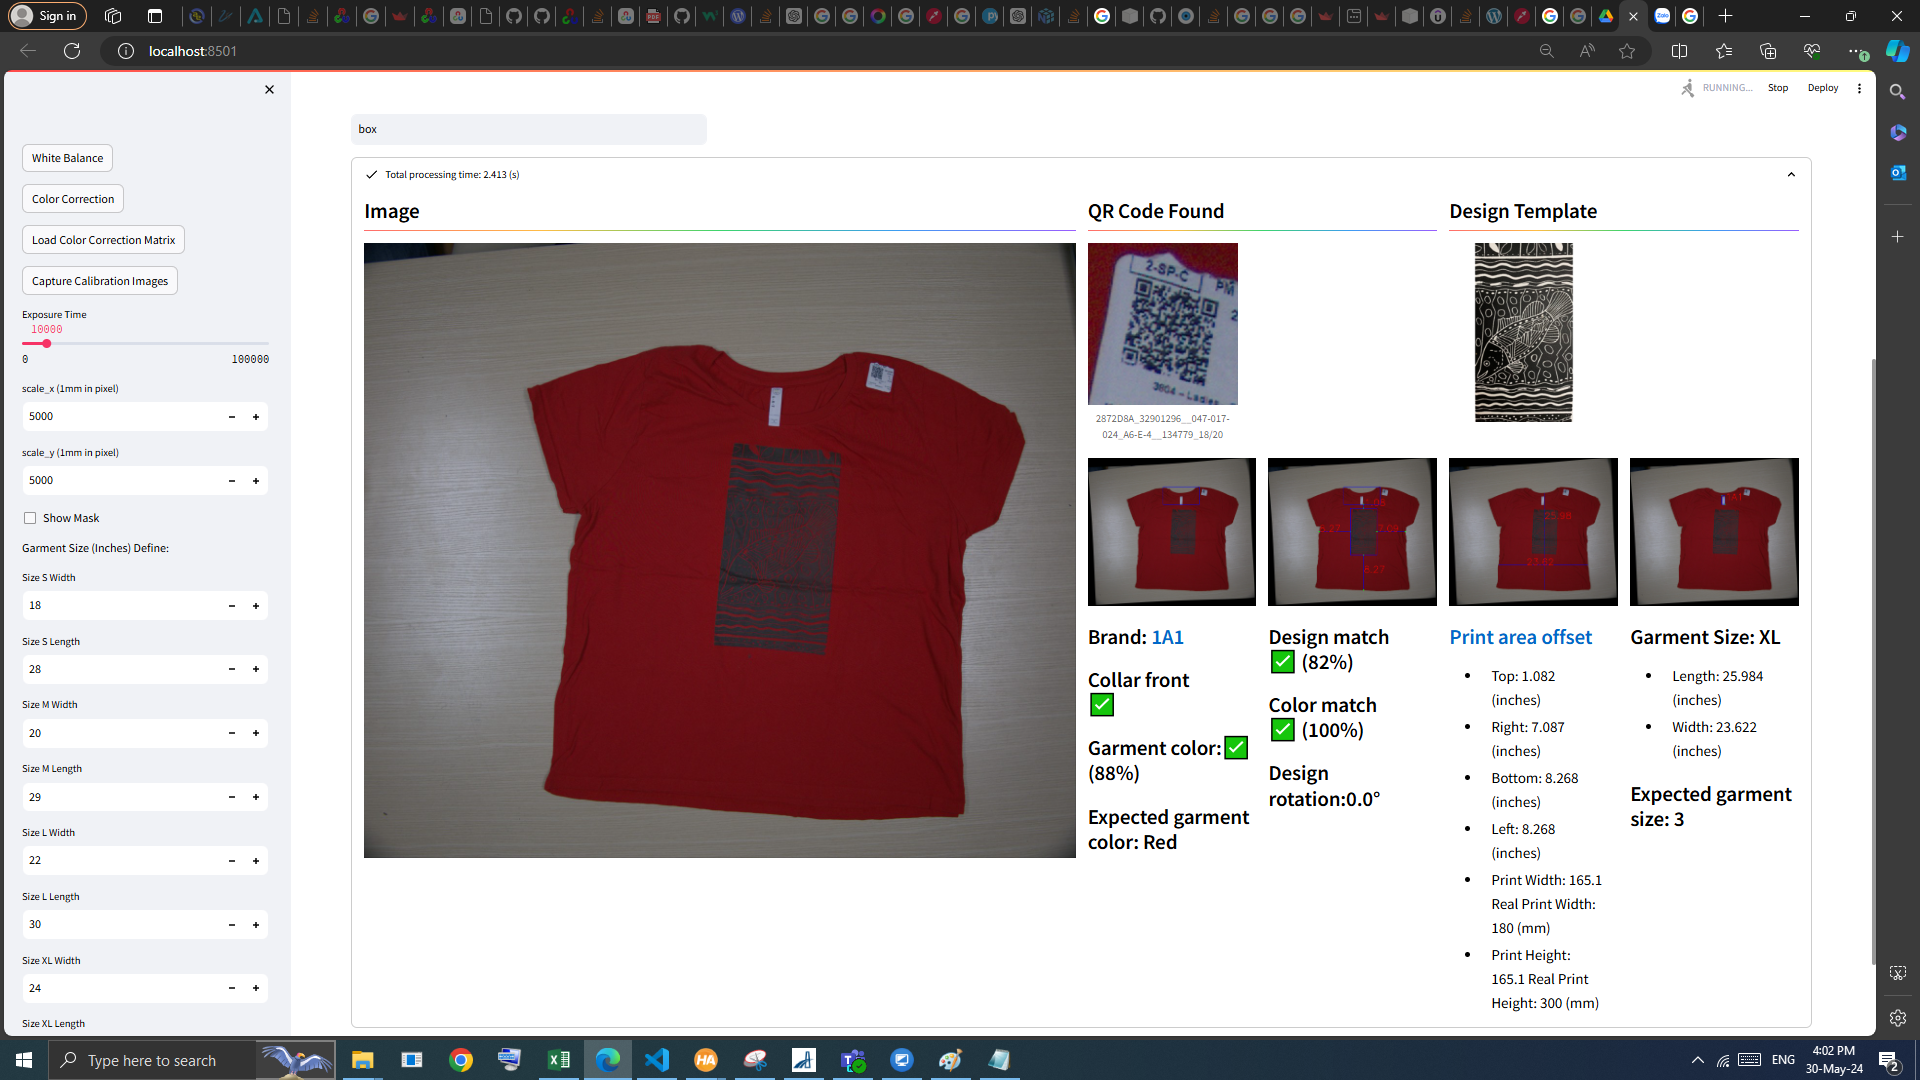 Sign in
localhost:8501
RUNNING...
Stop
Deploy
White Balance
Color Correction
Load Color Correction Matrix
Capture Calibration Images
Exposure Time
10000
0
100000
scale_x (1mm in pixel)
5000
scale_y (1mm in pixel)
5000
Show Mask
Garment Size (Inches) Define:
Size S Width
18
Size S Length
28
Size M Width
20
Size M Length
29
Size L Width
22
Size L Length
30
Size XL Width
24
Size XL Length
box
Total processing time: 2.413 (s)
Image
QR Code Found
2-SP-C
PM
2872D8A_32901296__047-017-
024_A6-E-4__134779_18/20
Design Template
Brand: 1A1
Collar front
Garment color:
(88%)
Expected garment
color: Red
Design match
(82%)
Color match
(100%)
Design
rotation:0.0°
Print area offset
Top: 1.082
(inches)
Right: 7.087
(inches)
Bottom: 8.268
(inches)
Left: 8.268
(inches)
Print Width: 165.1
Real Print Width:
180 (mm)
Print Height:
165.1 Real Print
Height: 300 (mm)
Garment Size: XL
Length: 25.984
(inches)
Width: 23.622
(inches)
Expected garment
size: 3
Type here to search
ENG
4:02 PM
30-May-24
2